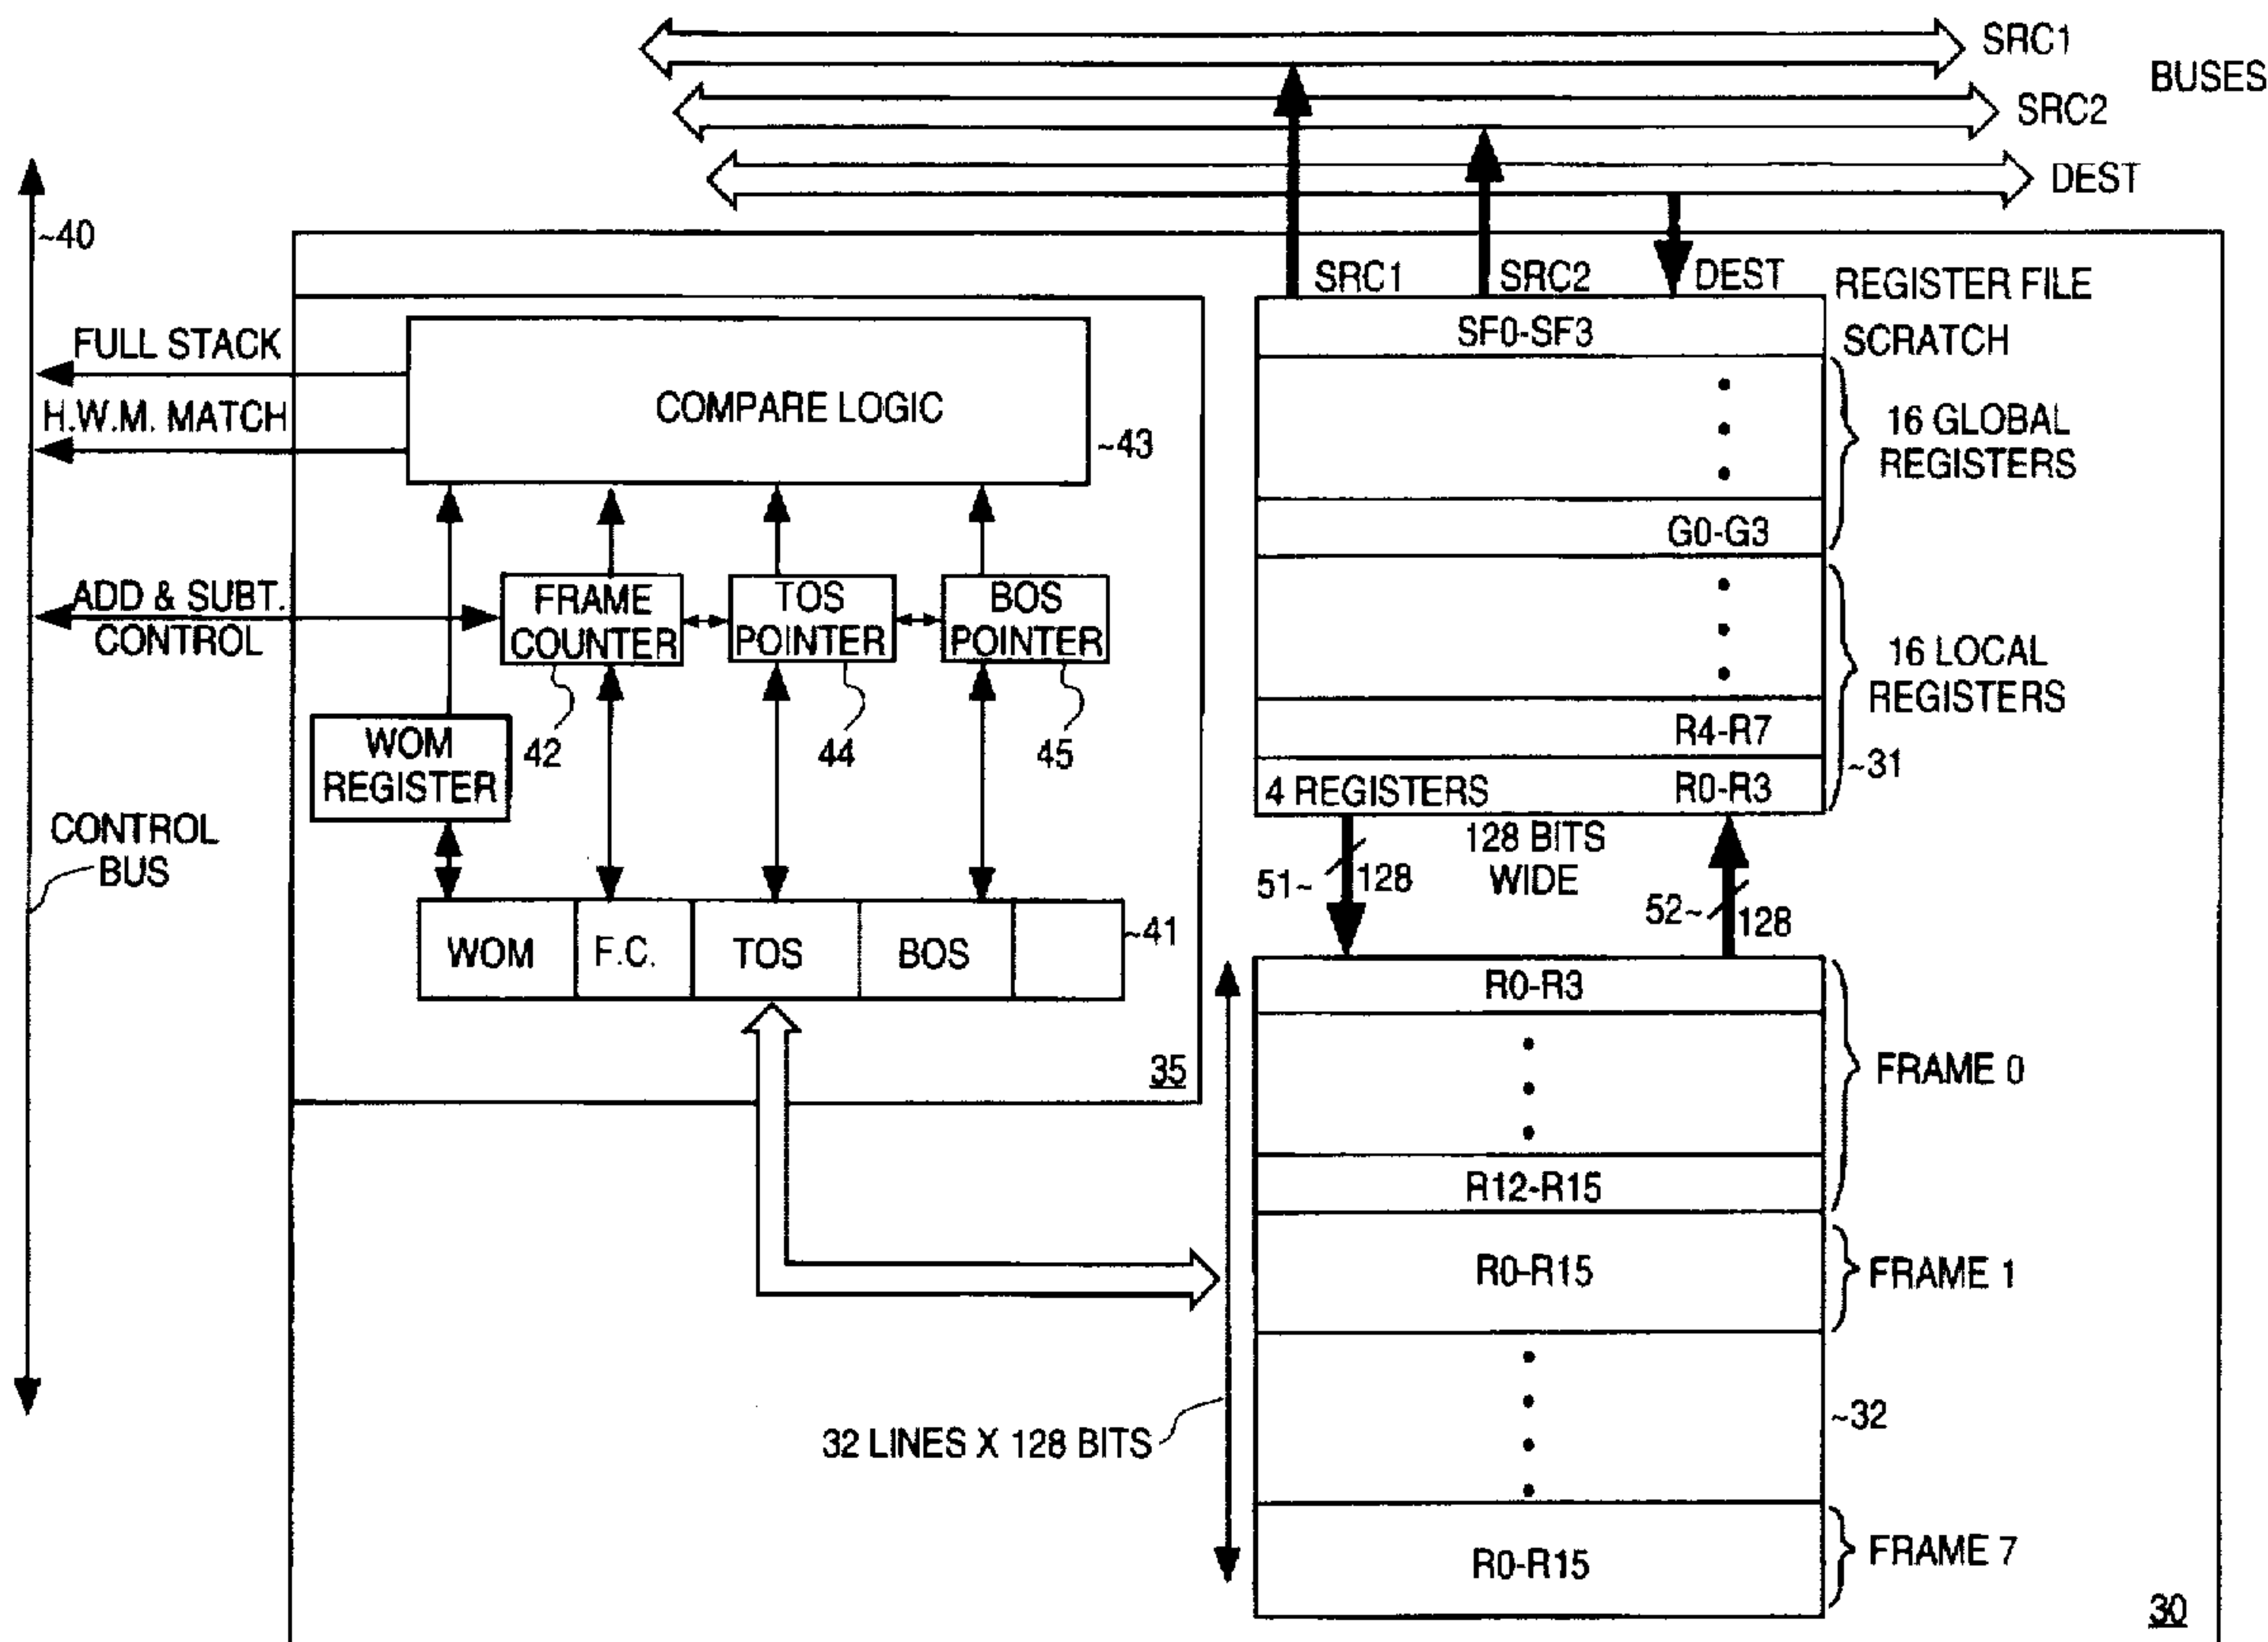 SRC1
BUSES
SRC2
DEST
~40
SRC1
SRC2
DEST
REGISTER FILE
SF0-SF3
SCRATCH
FULL STACK
H.W.M. MATCH
COMPARE LOGIC
~43
16 GLOBAL
REGISTERS
G0-G3
ADD & SUBT.
CONTROL
FRAME
COUNTER
TOS
POINTER
BOS
POINTER
16 LOCAL
REGISTERS
42
44
45
WOM
REGISTER
R4-R7
~31
4 REGISTERS
R0-R3
CONTROL
BUS
128 BITS
WIDE
51~
128
52~
128
WOM
F.C.
TOS
BOS
~41
R0-R3
35
FRAME 0
R12-R15
R0-R15
FRAME 1
32 LINES X 128 BITS
~32
R0-R15
FRAME 7
30